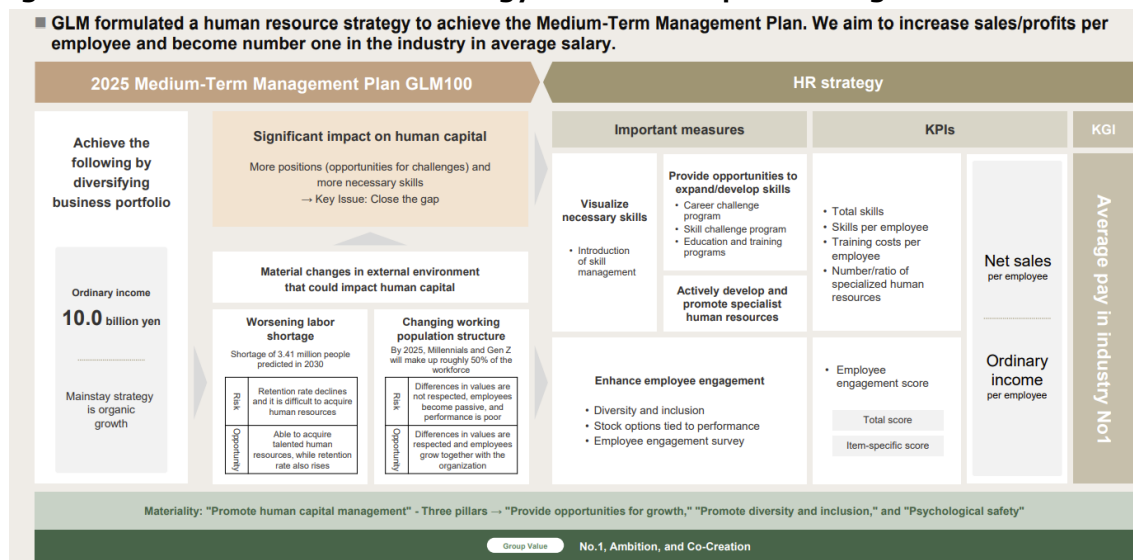 ■ GLM formulated a human resource strategy to achieve the Medium-Term Management Plan. We aim to increase sales/profits per
employee and become number one in the industry in average salary.
2025 Medium-Term Management Plan GLM100
HR strategy
Achieve the
following by
diversifying
business portfolio
Ordinary income
10.0 billion yen
Mainstay strategy
is organic
growth
Significant impact on human capital
More positions (opportunities for challenges) and
more necessary skills
→ Key Issue: Close the gap
Material changes in external environment
that could impact human capital
Worsening labor
shortage
Shortage of 3.41 million people
predicted in 2030
Risk
Retention rate declines
and it is difficult to acquire
human resources
Opportunity
Able to acquire
talented human
resources, while retention
rate also rises
Changing working
population structure
By 2025, Millennials and Gen Z
will make up roughly 50% of the
workforce
Risk
Differences in values are
not respected, employees
become passive, and
performance is poor
Opportunity
Differences in values are
respected and employees
grow together with the
organization
Important measures
Visualize
necessary skills
• Introduction
of skill
management
Provide opportunities to
expand/develop skills
• Career challenge
program
• Skill challenge program
• Education and training
programs
Actively develop and
promote specialist
human resources
Enhance employee engagement
• Diversity and inclusion
• Stock options tied to performance
• Employee engagement survey
KPIs
• Total skills
• Skills per employee
• Training costs per
employee
• Number/ratio of
specialized human
resources
• Employee
engagement score
Total score
Item-specific score
Net sales
per employee
Ordinary
income
per employee
KGI
Average pay in industry No1
Materiality: "Promote human capital management" - Three pillars → "Provide opportunities for growth," "Promote diversity and inclusion," and "Psychological safety"
Group Value
No.1, Ambition, and Co-Creation